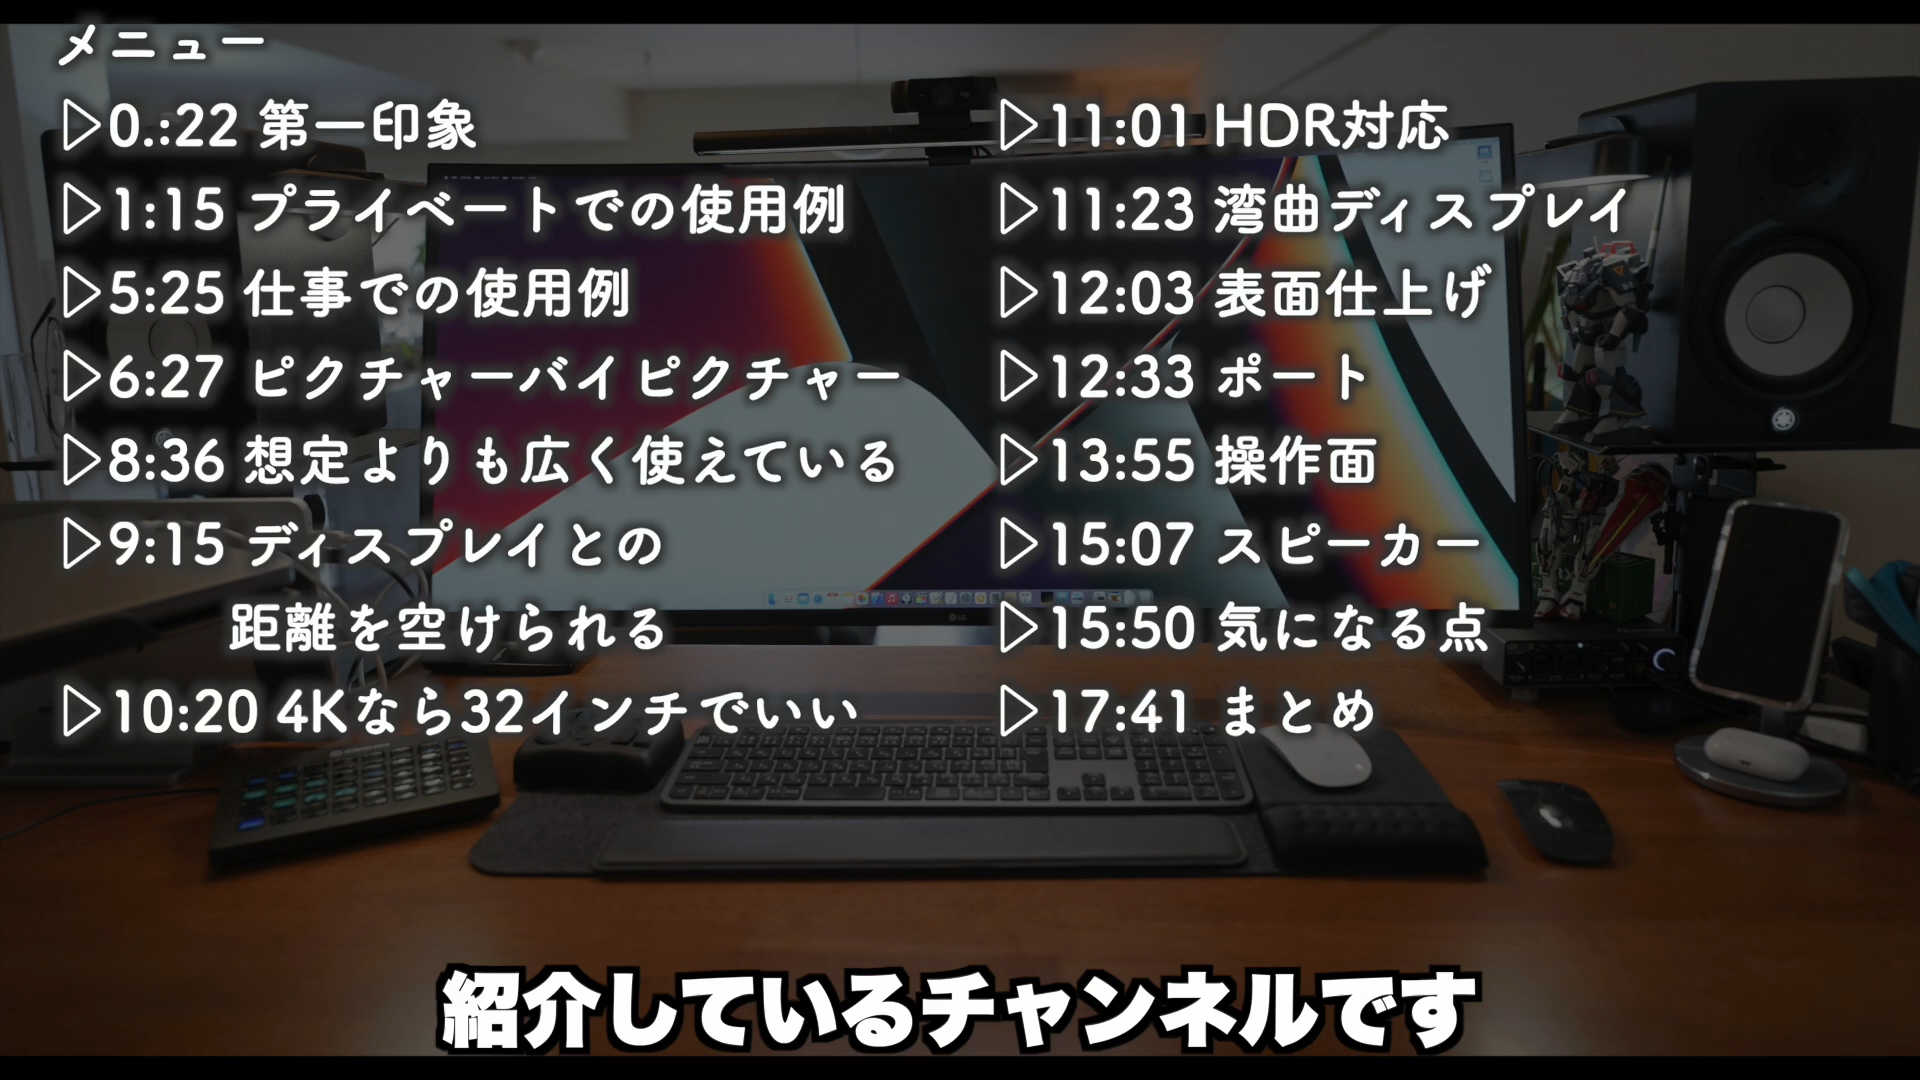 メニュー
▷0.:22 第一印象
▷1:15 プライベートでの使用例
▷5:25 仕事での使用例
▷6:27 ピクチャーバイピクチャー
▷8:36 想定よりも広く使えている
▷9:15 ディスプレイとの
距離を空けられる
▷10:20 4Kなら32インチでいい
▷11:01 HDR対応
▷11:23 湾曲ディスプレイ
▷12:03 表面仕上げ
▷12:33 ポート
▷13:55 操作面
▷15:07 スピーカー
▷15:50 気になる点
▷17:41 まとめ
LG
紹介しているチャンネルです